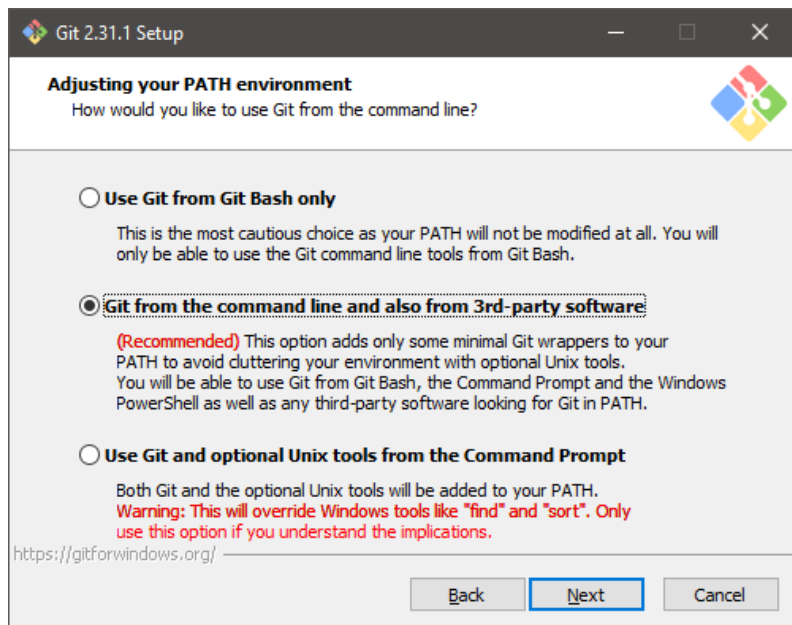 Git 2.31.1 Setup
Adjusting your PATH environment
How would you like to use Git from the command line?
Use Git from Git Bash only
This is the most cautious choice as your PATH will not be modified at all. You will
only be able to use the Git command line tools from Git Bash.
Git from the command line and also from 3rd-party software
(Recommended) This option adds only some minimal Git wrappers to your
PATH to avoid cluttering your environment with optional Unix tools.
You will be able to use Git from Git Bash, the Command Prompt and the Windows
PowerShell as well as any third-party software looking for Git in PATH.
Use Git and optional Unix tools from the Command Prompt
Both Git and the optional Unix tools will be added to your PATH.
Warning: This will override Windows tools like "find" and "sort". Only
use this option if you understand the implications.
https://gitforwindows.org/
Back Next Cancel